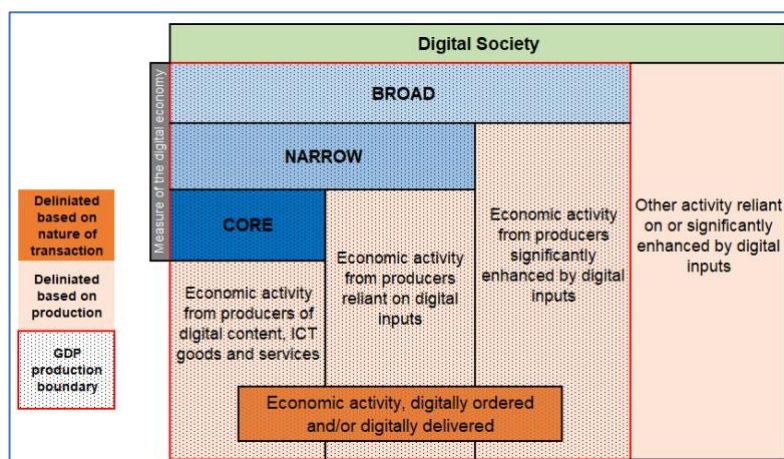 Digital Society
Measure of the digital economy
BROAD
NARROW
CORE
Deliniated
based on
nature of
transaction
Deliniated
based on
production
GDP
production
boundary
Economic activity
from producers of
digital content, ICT
goods and services
Economic activity
from producers
reliant on digital
inputs
Economic activity
from producers
significantly
enhanced by digital
inputs
Other activity reliant
on or significantly
enhanced by digital
inputs
Economic activity, digitally ordered
and/or digitally delivered